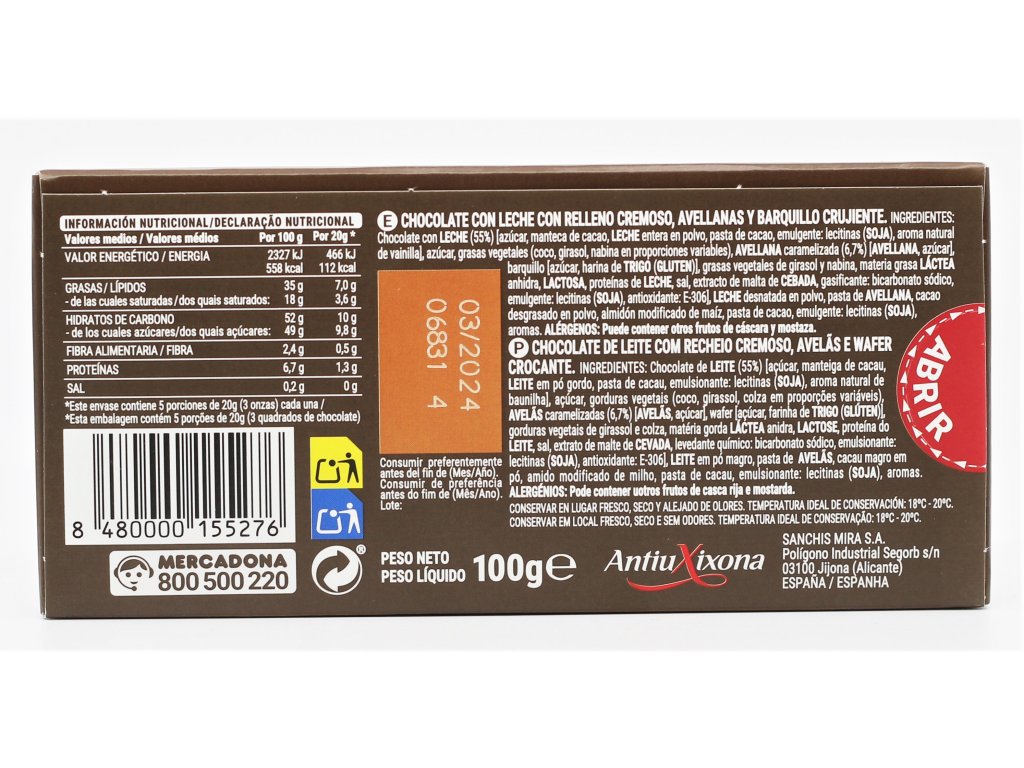 INFORMACIÓN NUTRICIONAL/DECLARAÇÃO NUTRICIONAL
Valores medios / Valores médios Por 100 g Por 20g *
VALOR ENERGÉTICO / ENERGIA 2327 kJ 466 kJ
558 kcal 112 kcal
GRASAS / LÍPIDOS 35 g 7,0 g
- de las cuales saturadas/dos quais saturados: 18 g 3,6 g
HIDRATOS DE CARBONO 52 g 10 g
- de los cuales azúcares/dos quais açúcares: 49 g 9,8 g
FIBRA ALIMENTARIA / FIBRA 2,4 g 0,5 g
PROTEÍNAS 6,7 g 1,3 g
SAL 0,2 g 0 g
*Este envase contiene 5 porciones de 20g (3 onzas) cada una /
*Esta embalagem contém 5 porções de 20g (3 quadrados de chocolate)
8 480000 155276
MERCADONA
800 500 220
®
E CHOCOLATE CON LECHE CON RELLENO CREMOSO, AVELLANAS Y BARQUILLO CRUJIENTE. INGREDIENTES:
Chocolate con LECHE (55%) [azúcar, manteca de cacao, LECHE entera en polvo, pasta de cacao, emulgente: lecitinas (SOJA), aroma natural
de vainilla], azúcar, grasas vegetales (coco, girasol, nabina en proporciones variables), AVELLANA caramelizada (6,7%) [AVELLANA, azúcar],
barquillo [azúcar, harina de TRIGO (GLUTEN)], grasas vegetales de girasol y nabina, materia grasa LÁCTEA
anhidra, LACTOSA, proteínas de LECHE, sal, extracto de malta de CEBADA, gasificante: bicarbonato sódico,
emulgente: lecitinas (SOJA), antioxidante: E-306], LECHE desnatada en polvo, pasta de AVELLANA, cacao
desgrasado en polvo, almidón modificado de maíz, pasta de cacao, emulgente: lecitinas (SOJA),
aromas. ALÉRGENOS: Puede contener otros frutos de cáscara y mostaza.
P CHOCOLATE DE LEITE COM RECHEIO CREMOSO, AVELÃS E WAFER
CROCANTE. INGREDIENTES: Chocolate de LEITE (55%) [açúcar, manteiga de cacau,
LEITE em pó gordo, pasta de cacau, emulsionante: lecitinas (SOJA), aroma natural de
baunilha], açúcar, gorduras vegetais (coco, girassol, colza em proporções variáveis),
AVELÃS caramelizadas (6,7%) [AVELÃS, açúcar], wafer [açúcar, farinha de TRIGO (GLÚTEN)],
gorduras vegetais de girassol e colza, matéria gorda LÁCTEA anidra, LACTOSE, proteína do
LEITE, sal, extrato de malte de CEVADA, levedante químico: bicarbonato sódico, emulsionante:
lecitinas (SOJA), antioxidante: E-306], LEITE em pó magro, pasta de AVELÃS, cacau magro em
pó, amido modificado de milho, pasta de cacau, emulsionante: lecitinas (SOJA), aromas.
ALERGÉNIOS: Pode contener uotros frutos de casca rija e mostarda.
CONSERVAR EN LUGAR FRESCO, SECO Y ALEJADO DE OLORES. TEMPERATURA IDEAL DE CONSERVACIÓN: 18ºC - 20ºC.
CONSERVAR EM LOCAL FRESCO, SECO E SEM ODORES. TEMPERATURA IDEAL DE CONSERVAÇÃO: 18ºC - 20ºC.
03/2024
06831 4
Consumir preferentemente
antes del fin de (Mes/Año).
Consumir de preferência
antes do fim de (Mês/Ano).
Lote:
PESO NETO
PESO LÍQUIDO 100g e
AntiuXixona
SANCHIS MIRA S.A.
Polígono Industrial Segorb s/n
03100 Jijona (Alicante)
ESPAÑA / ESPANHA
ABRIR